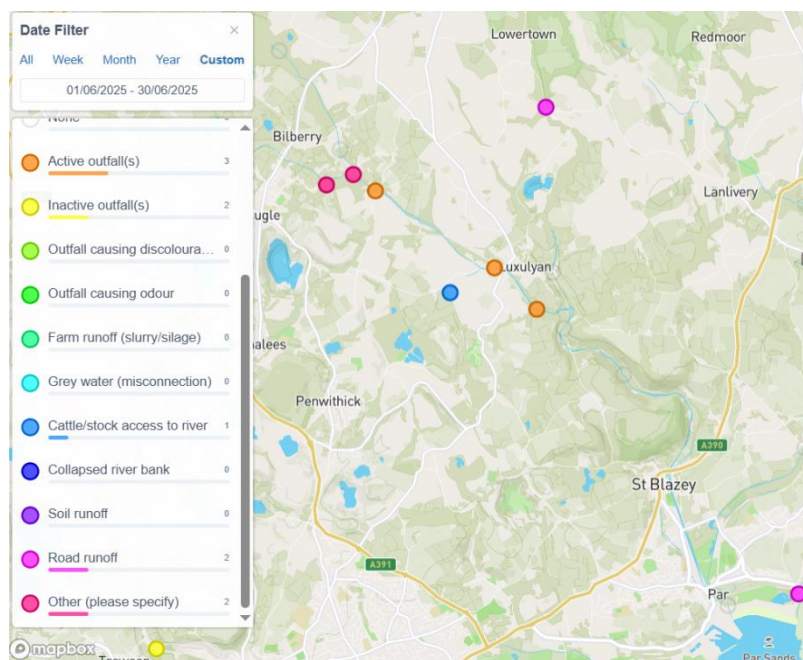 Date Filter ×
All Week Month Year Custom
01/06/2025 - 30/06/2025
None
Active outfall(s) 3
Inactive outfall(s) 2
Outfall causing discoloura… 0
Outfall causing odour 0
Farm runoff (slurry/silage) 0
Grey water (misconnection) 0
Cattle/stock access to river 1
Collapsed river bank 0
Soil runoff 0
Road runoff 2
Other (please specify) 2
mapbox
Lowertown
Redmoor
Bilberry
Lanlivery
ugle
Luxulyan
alees
Penwithick
A390
St Blazey
A391
Par
Par Sands